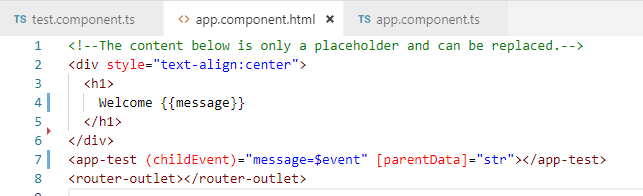 TS test.component.ts <> app.component.html × TS app.component.ts
1 <!--The content below is only a placeholder and can be replaced.-->
2 <div style="text-align:center">
3 <h1>
4 Welcome {{message}}
5 </h1>
6 </div>
7 <app-test (childEvent)="message=$event" [parentData]="str"></app-test>
8 <router-outlet></router-outlet>